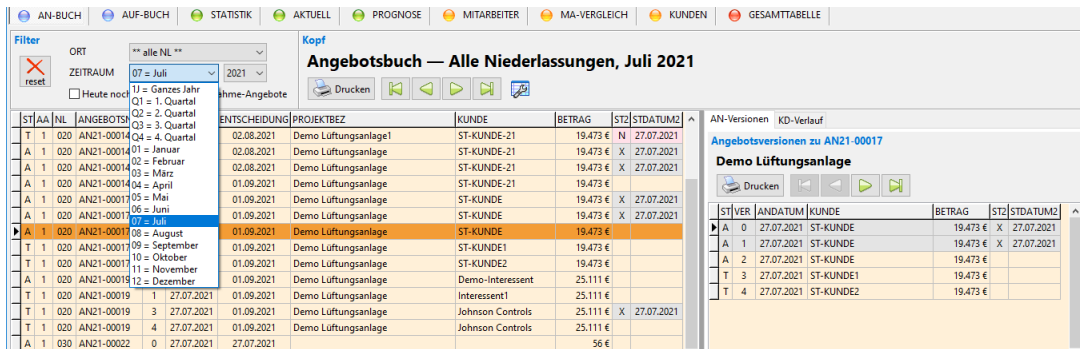 AN-BUCH AUF-BUCH STATISTIK AKTUELL PROGNOSE MITARBEITER MA-VERGLEICH KUNDEN GESAMTTABELLE
Filter
ORT ** alle NL **
ZEITRAUM 07 = Juli 2021
reset
Heute noch ahme-Angebote
1J = Ganzes Jahr
Q1 = 1. Quartal
Q2 = 2. Quartal
Q3 = 3. Quartal
Q4 = 4. Quartal
01 = Januar
02 = Februar
03 = März
04 = April
05 = Mai
06 = Juni
07 = Juli
08 = August
09 = September
10 = Oktober
11 = November
12 = Dezember
Kopf
Angebotsbuch — Alle Niederlassungen, Juli 2021
Drucken
ST AA NL ANGEBOTSN ENTSCHEIDUNG PROJEKTBEZ KUNDE BETRAG ST2 STDATUM2
T 1 020 AN21-00014 02.08.2021 Demo Lüftungsanlage1 ST-KUNDE-21 19.473 € N 27.07.2021
A 1 020 AN21-00014 02.08.2021 Demo Lüftungsanlage ST-KUNDE-21 19.473 € X 27.07.2021
A 1 020 AN21-00014 02.08.2021 Demo Lüftungsanlage ST-KUNDE-21 19.473 € X 27.07.2021
A 1 020 AN21-00014 01.09.2021 Demo Lüftungsanlage ST-KUNDE-21 19.473 €
A 1 020 AN21-00017 01.09.2021 Demo Lüftungsanlage ST-KUNDE 19.473 € X 27.07.2021
A 1 020 AN21-00017 01.09.2021 Demo Lüftungsanlage ST-KUNDE 19.473 € X 27.07.2021
A 1 020 AN21-00017 01.09.2021 Demo Lüftungsanlage ST-KUNDE 19.473 €
T 1 020 AN21-00017 01.09.2021 Demo Lüftungsanlage ST-KUNDE1 19.473 €
T 1 020 AN21-00017 01.09.2021 Demo Lüftungsanlage ST-KUNDE2 19.473 €
A 1 020 AN21-00019 01.09.2021 Demo Lüftungsanlage Demo-Interessent 25.111 €
T 1 020 AN21-00019 1 27.07.2021 01.09.2021 Demo Lüftungsanlage Interessent1 25.111 €
T 1 020 AN21-00019 3 27.07.2021 01.09.2021 Demo Lüftungsanlage Johnson Controls 25.111 € X 27.07.2021
T 1 020 AN21-00019 4 27.07.2021 01.09.2021 Demo Lüftungsanlage Johnson Controls 25.111 €
A 1 030 AN21-00022 0 27.07.2021 27.07.2021 56 €
AN-Versionen KD-Verlauf
Angebotsversionen zu AN21-00017
Demo Lüftungsanlage
Drucken
ST VER ANDATUM KUNDE BETRAG ST2 STDATUM2
A 0 27.07.2021 ST-KUNDE 19.473 € X 27.07.2021
A 1 27.07.2021 ST-KUNDE 19.473 € X 27.07.2021
A 2 27.07.2021 ST-KUNDE 19.473 €
T 3 27.07.2021 ST-KUNDE1 19.473 €
T 4 27.07.2021 ST-KUNDE2 19.473 €